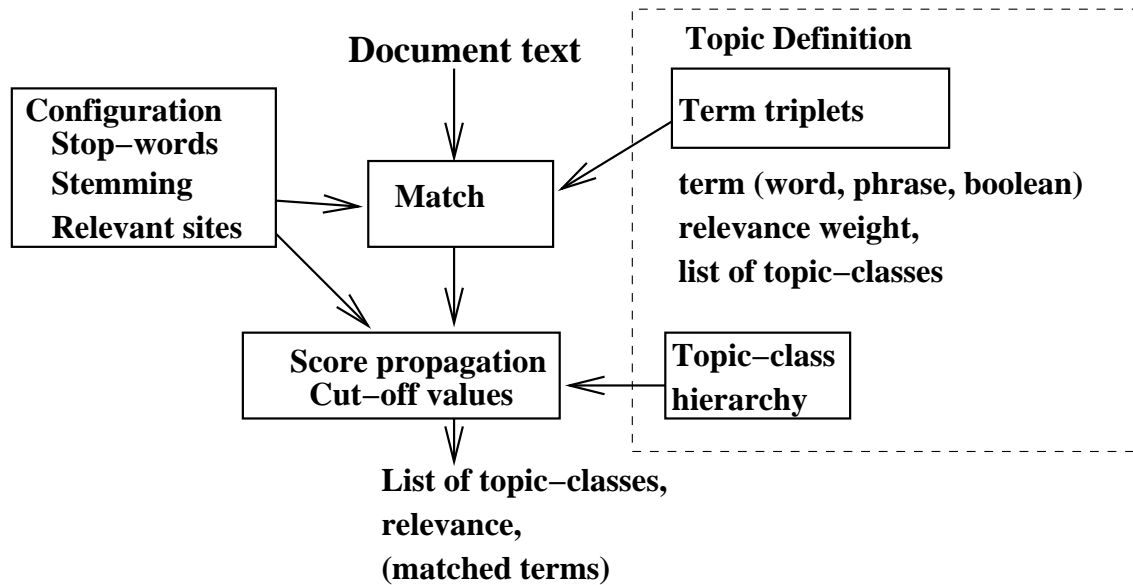 Document text
Topic Definition
Configuration
Stop−words
Stemming
Relevant sites
Term triplets
Match
term (word, phrase, boolean)
relevance weight,
list of topic−classes
Score propagation
Cut−off values
Topic−class
hierarchy
List of topic−classes,
relevance,
(matched terms)